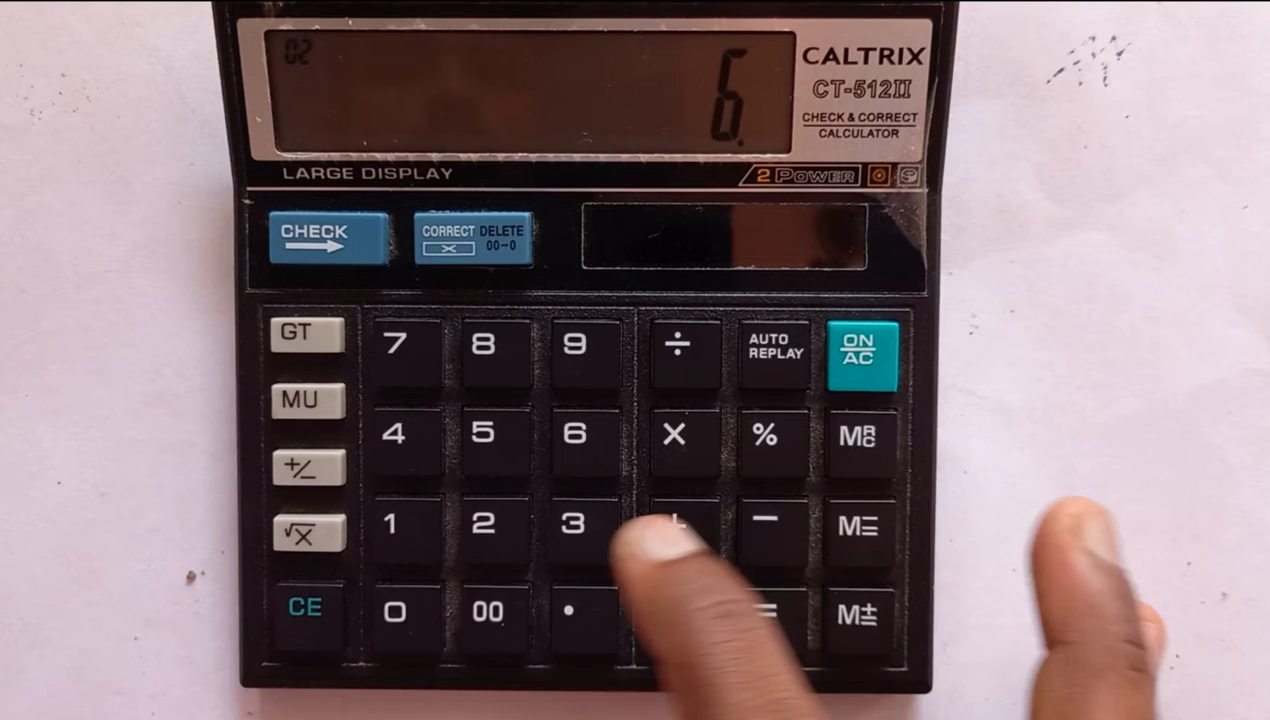 02
6.
CALTRIX
CT-512II
CHECK & CORRECT
CALCULATOR
LARGE DISPLAY
2 POWER
CHECK
CORRECT DELETE
00-0
GT
7 8 9 ÷ AUTO REPLAY ON/AC
MU
4 5 6 X % MRC
+/-
1 2 3 + - M=
√X
CE
0 00 • = M±